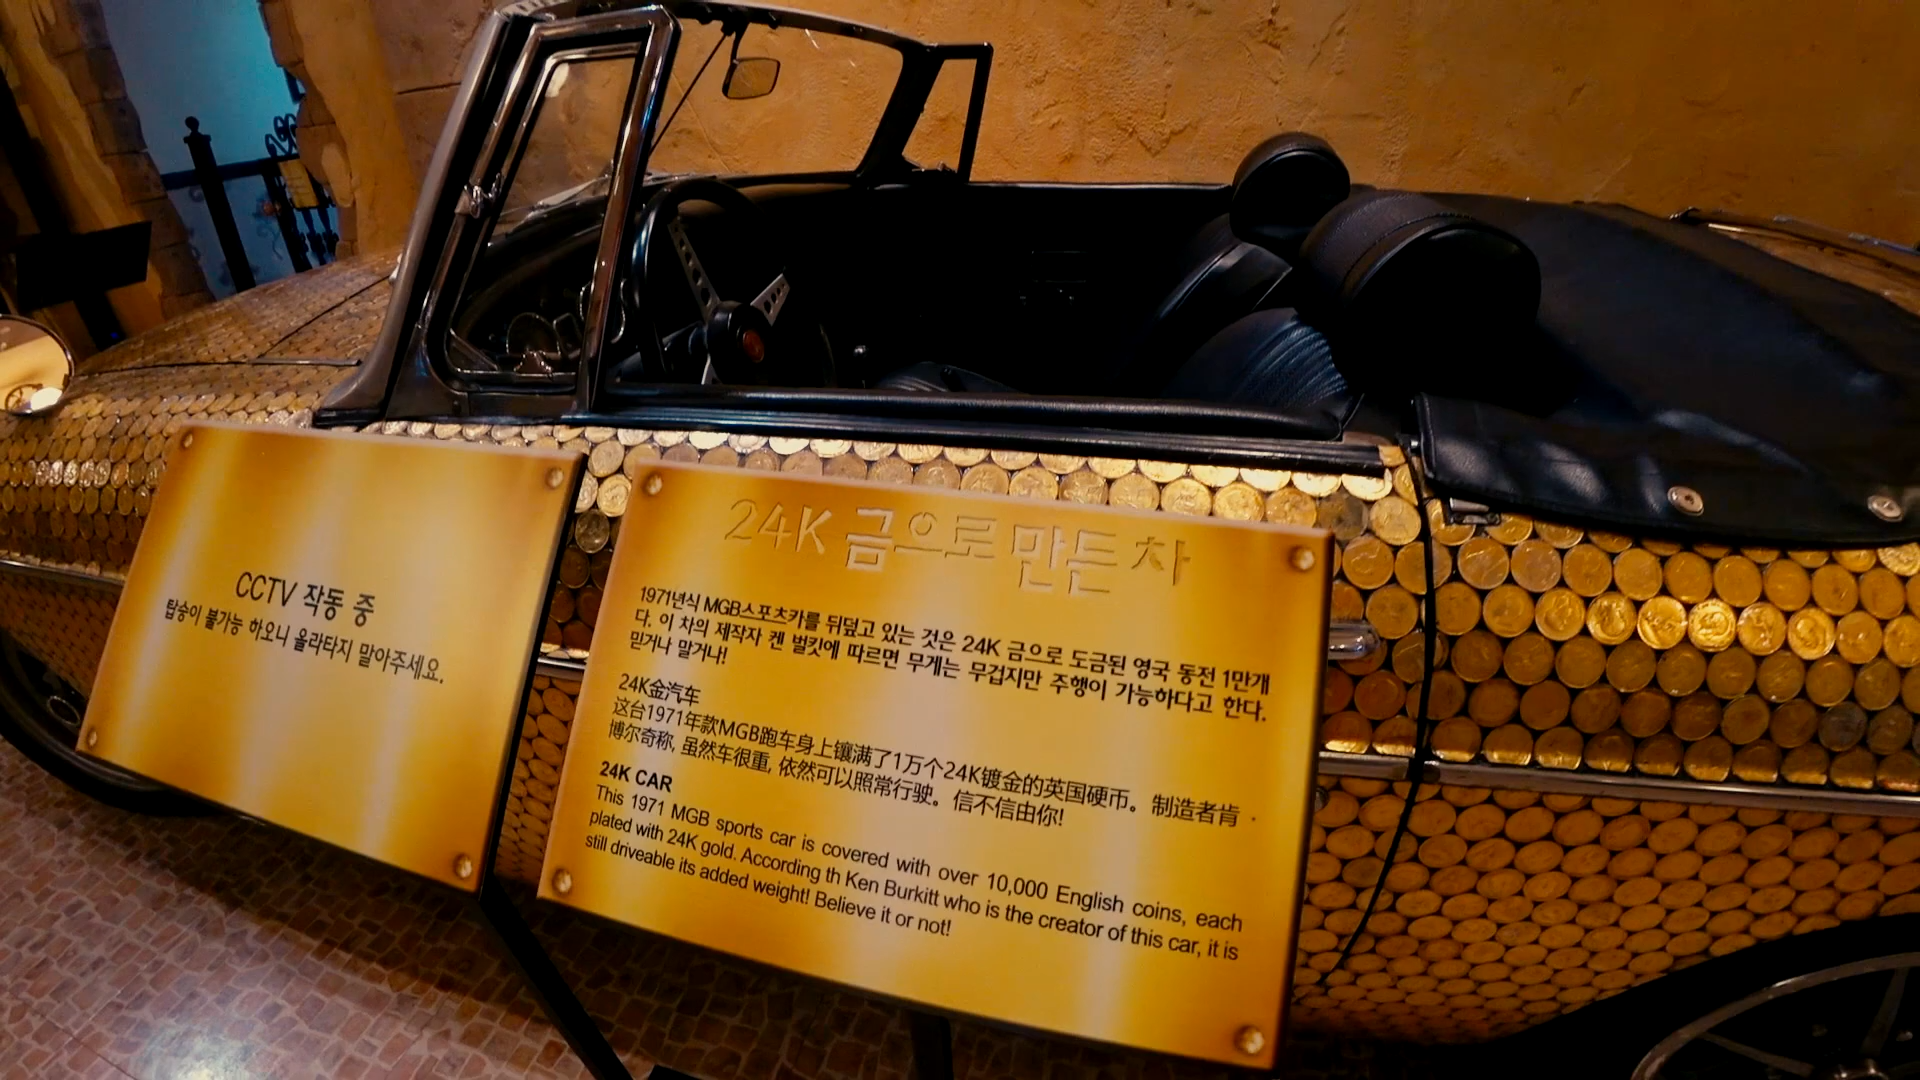 CCTV 작동 중
탑승이 불가능 하오니 올라타지 말아주세요.
24K 금으로 만든 차
1971년식 MGB스포츠카를 뒤덮고 있는 것은 24K 금으로 도금된 영국 동전 1만개
다. 이 차의 제작자 켄 벌킷에 따르면 무게는 무겁지만 주행이 가능하다고 한다.
믿거나 말거나!
24K金汽车
这台1971年款MGB跑车身上镶满了1万个24K镀金的英国硬币。 制造者肯 ·
博尔奇称, 虽然车很重, 依然可以照常行驶。信不信由你!
24K CAR
This 1971 MGB sports car is covered with over 10,000 English coins, each
plated with 24K gold. According th Ken Burkitt who is the creator of this car, it is
still driveable its added weight! Believe it or not!